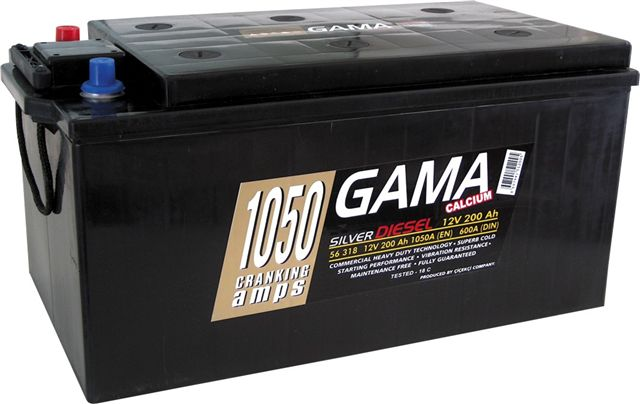 1050
CRANKING
amps
GAMA
CALCIUM
SILVER DIESEL 12V 200 Ah
56 318 12V 200 Ah 1050A (EN) 600A (DIN)
COMMERCIAL HEAVY DUTY TECHNOLOGY • SUPERB COLD
STARTING PERFORMANCE • VIBRATION RESISTANCE •
MAINTENANCE FREE • FULLY GUARANTEED
TESTED - 18 C
PRODUCED BY ÇİÇEKÇİ COMPANY.